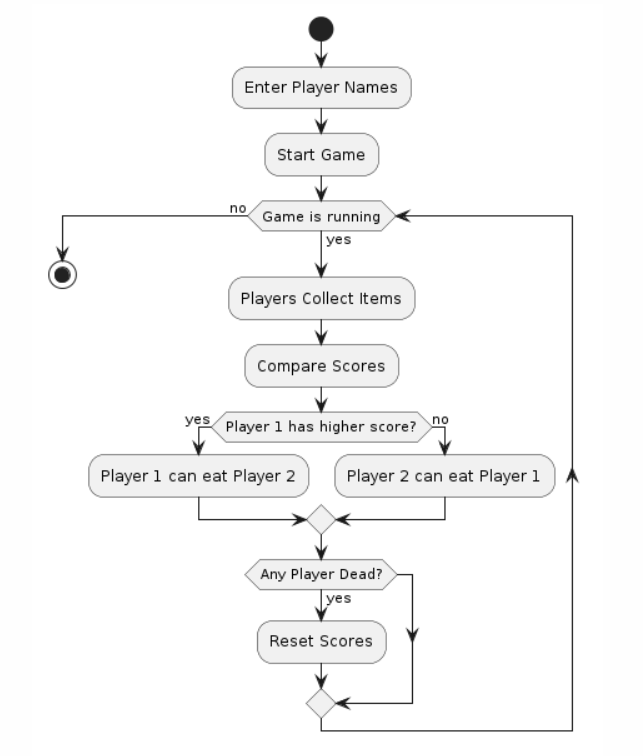 Enter Player Names
Start Game
no
Game is running
yes
Players Collect Items
Compare Scores
yes
Player 1 has higher score?
no
Player 1 can eat Player 2
Player 2 can eat Player 1
Any Player Dead?
yes
Reset Scores